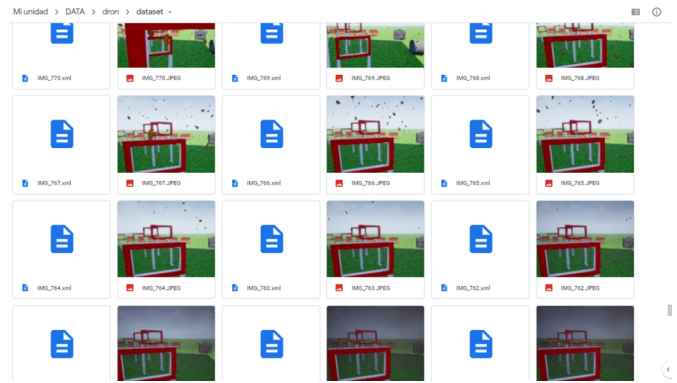 Mi unidad > DATA > dron > dataset
IMG_770.xml IMG_770.JPEG IMG_769.xml IMG_769.JPEG IMG_768.xml IMG_768.JPEG
IMG_767.xml IMG_767.JPEG IMG_766.xml IMG_766.JPEG IMG_765.xml IMG_765.JPEG
IMG_764.xml IMG_764.JPEG IMG_763.xml IMG_763.JPEG IMG_762.xml IMG_762.JPEG